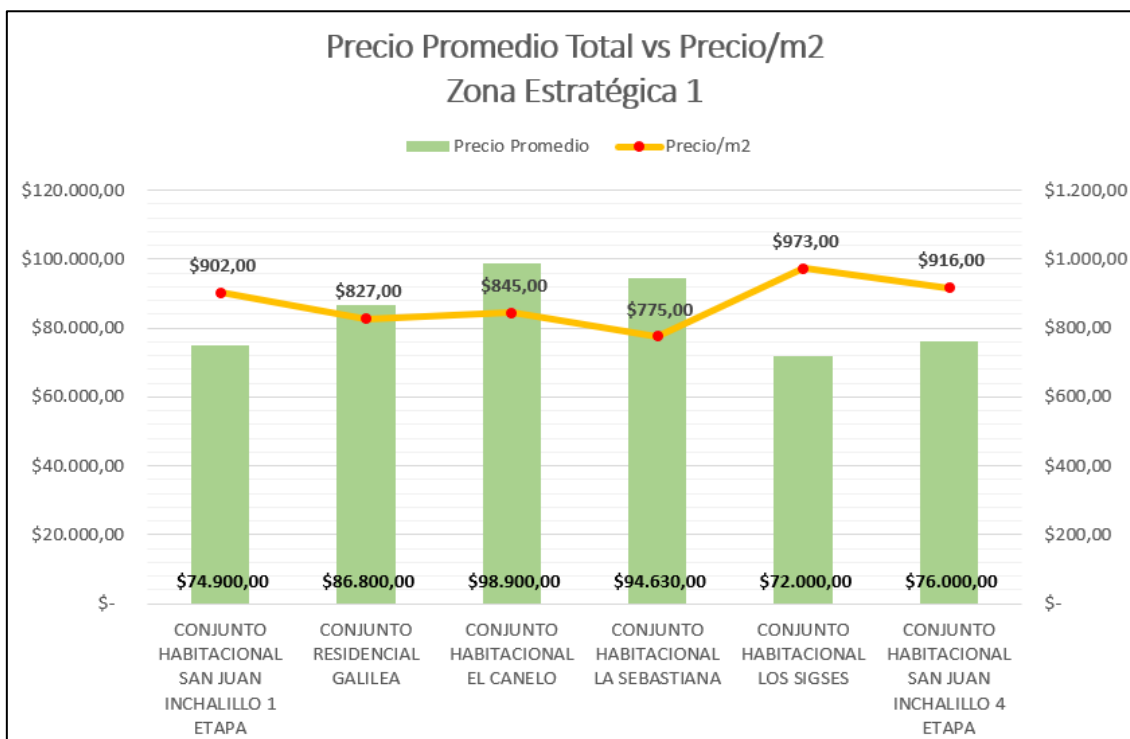 Precio Promedio Total vs Precio/m2
Zona Estratégica 1
Precio Promedio
Precio/m2
$120.000,00
$100.000,00
$80.000,00
$60.000,00
$40.000,00
$20.000,00
$-
$1.200,00
$1.000,00
$800,00
$600,00
$400,00
$200,00
$-
$902,00
$827,00
$845,00
$775,00
$973,00
$916,00
$74.900,00
$86.800,00
$98.900,00
$94.630,00
$72.000,00
$76.000,00
CONJUNTO
HABITACIONAL
SAN JUAN
INCHALILLO 1
ETAPA
CONJUNTO
RESIDENCIAL
GALILEA
CONJUNTO
HABITACIONAL
EL CANELO
CONJUNTO
HABITACIONAL
LA SEBASTIANA
CONJUNTO
HABITACIONAL
LOS SIGSES
CONJUNTO
HABITACIONAL
SAN JUAN
INCHALILLO 4
ETAPA